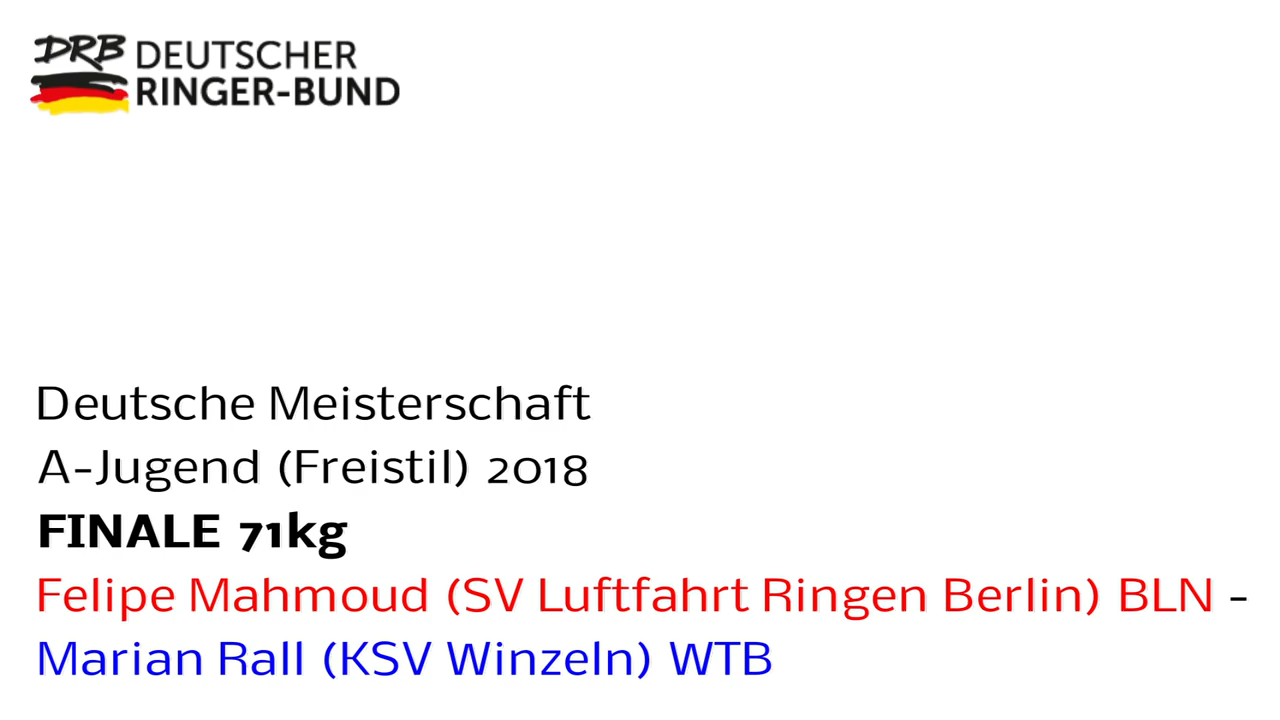 DRB DEUTSCHER
RINGER-BUND
Deutsche Meisterschaft
A-Jugend (Freistil) 2018
FINALE 71kg
Felipe Mahmoud (SV Luftfahrt Ringen Berlin) BLN -
Marian Rall (KSV Winzeln) WTB